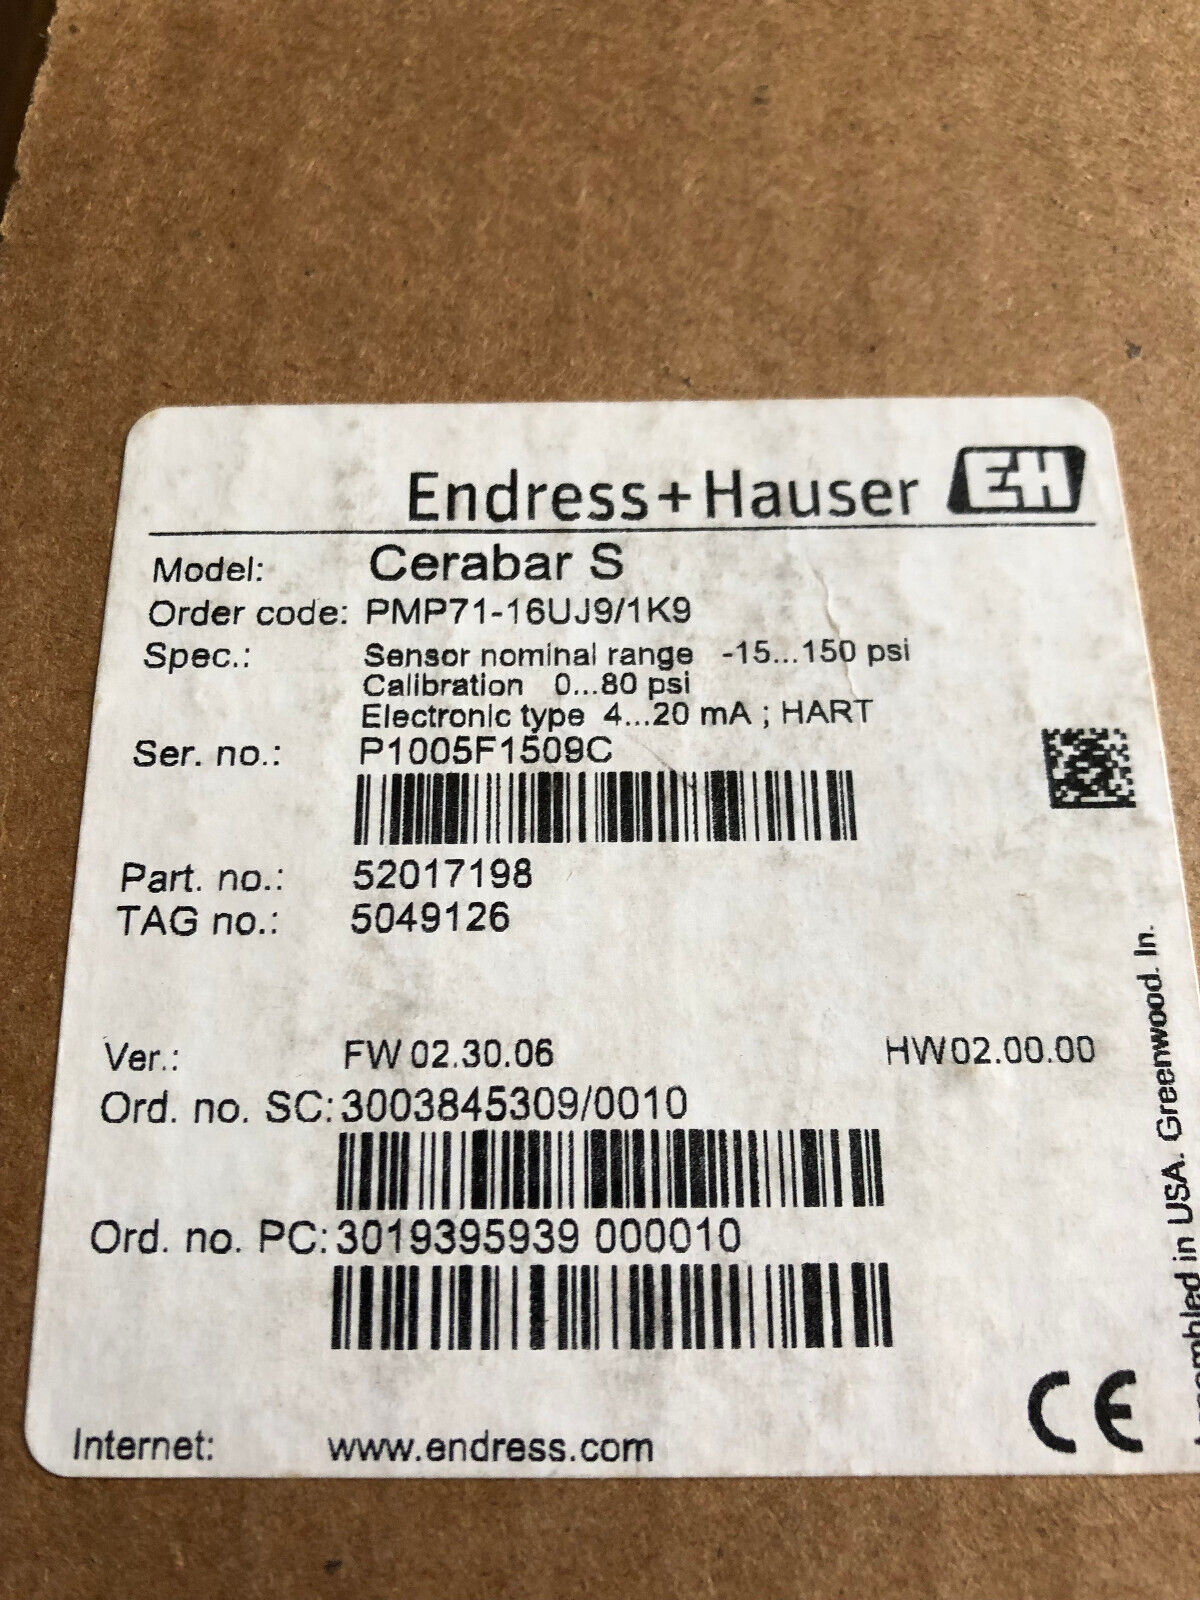 Endress+Hauser EH
Model: Cerabar S
Order code: PMP71-16UJ9/1K9
Spec.: Sensor nominal range -15...150 psi
Calibration 0...80 psi
Electronic type 4...20 mA ; HART
Ser. no.: P1005F1509C
Part. no.: 52017198
TAG no.: 5049126
Ver.: FW 02.30.06 HW 02.00.00
Ord. no. SC: 3003845309/0010
Ord. no. PC: 3019395939 000010
Internet: www.endress.com
CE
in USA. Greenwood. In.